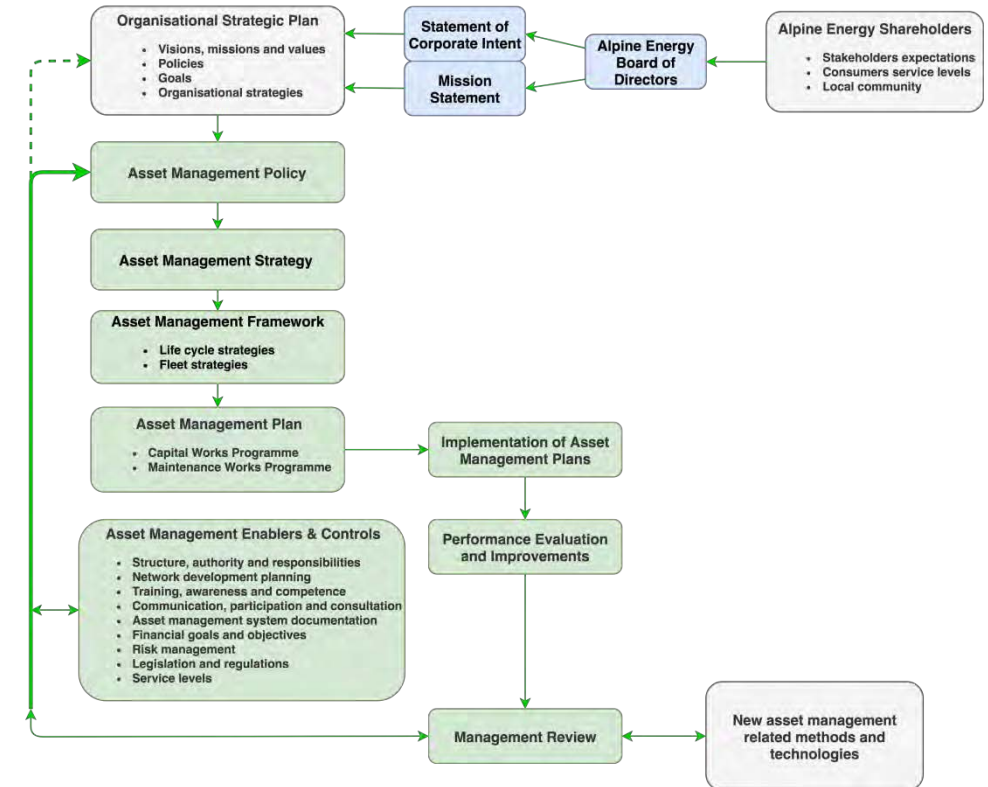 Organisational Strategic Plan
• Visions, missions and values
• Policies
• Goals
• Organisational strategies
Statement of
Corporate Intent
Mission
Statement
Alpine Energy
Board of
Directors
Alpine Energy Shareholders
• Stakeholders expectations
• Consumers service levels
• Local community
Asset Management Policy
Asset Management Strategy
Asset Management Framework
• Life cycle strategies
• Fleet strategies
Asset Management Plan
• Capital Works Programme
• Maintenance Works Programme
Implementation of Asset
Management Plans
Asset Management Enablers & Controls
• Structure, authority and responsibilities
• Network development planning
• Training, awareness and competence
• Communication, participation and consultation
• Asset management system documentation
• Financial goals and objectives
• Risk management
• Legislation and regulations
• Service levels
Performance Evaluation
and Improvements
Management Review
New asset management
related methods and
technologies